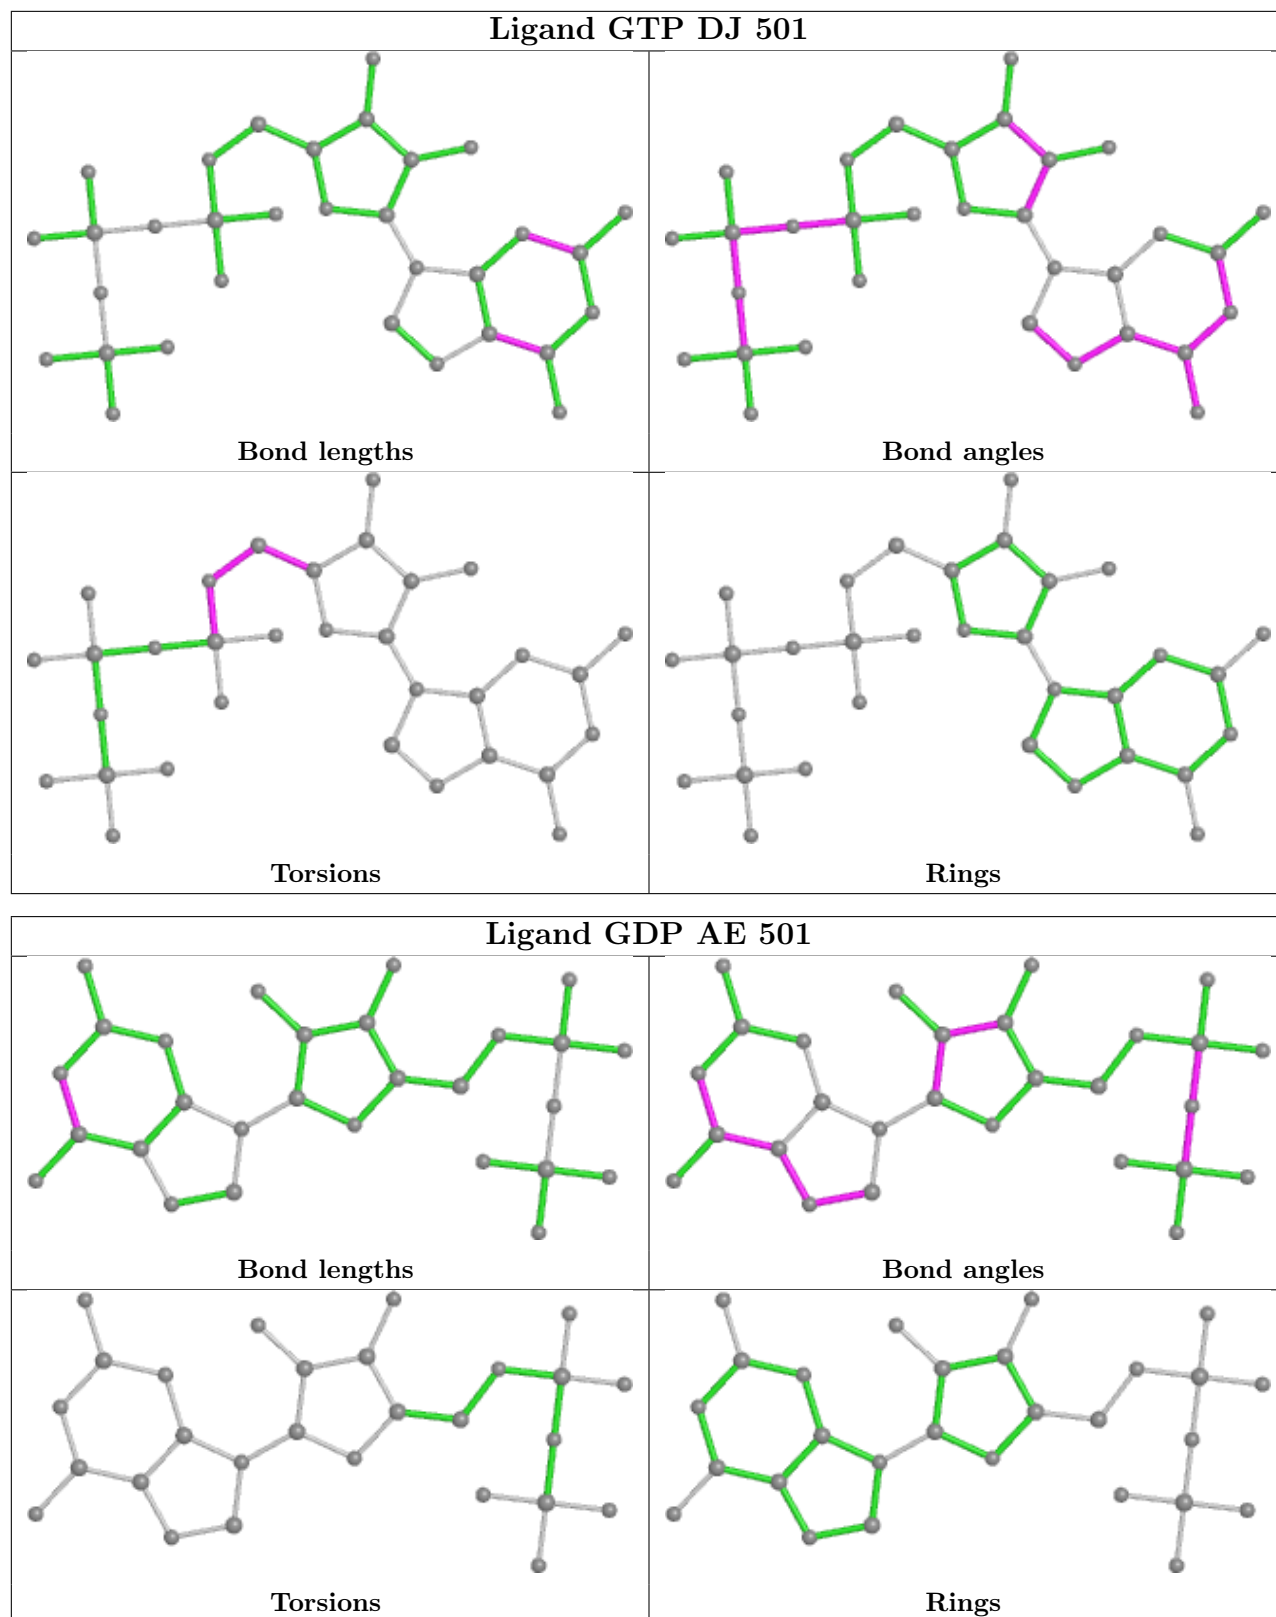 Ligand GTP DJ 501
Bond lengths
Bond angles
Torsions
Rings
Ligand GDP AE 501
Bond lengths
Bond angles
Torsions
Rings